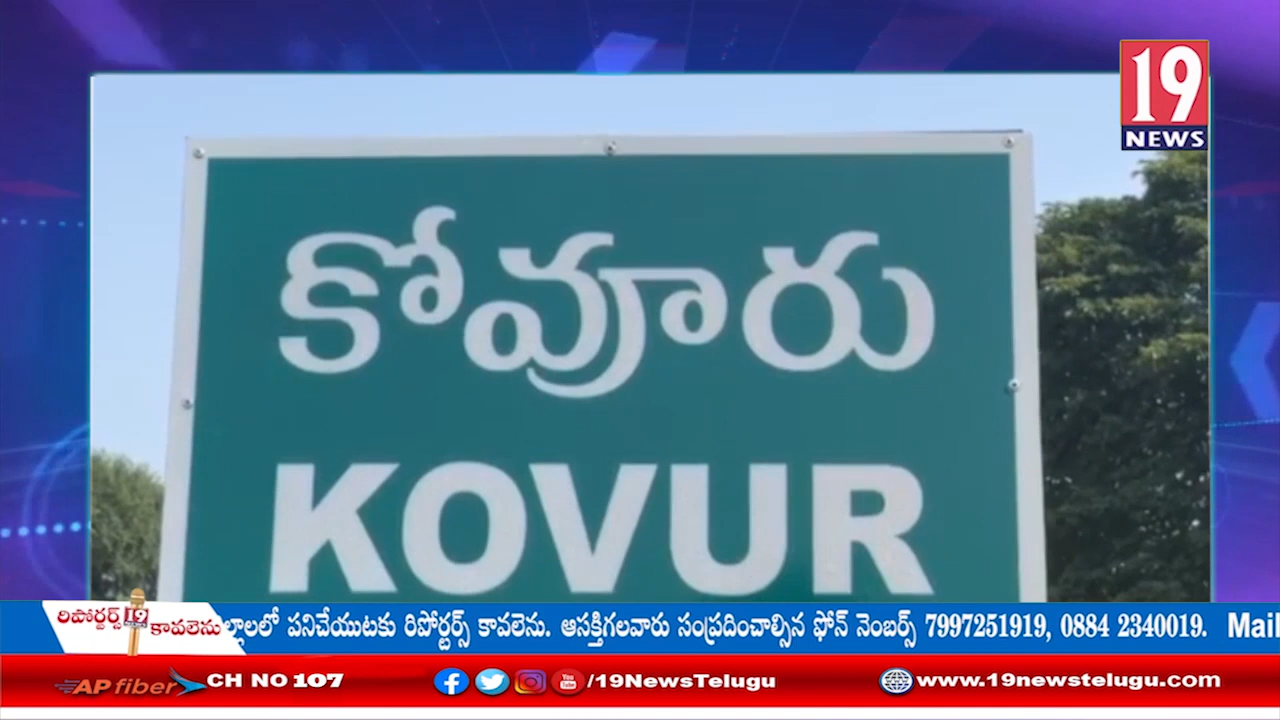 19
NEWS
కోవూరు
KOVUR
రిపోర్టర్స్ 19
కావలెను
ల్లాలలో పనిచేయుటకు రిపోర్టర్స్ కావలెను. ఆసక్తిగలవారు సంప్రదించాల్సిన ఫోన్ నెంబర్స్ 7997251919, 0884 2340019. Mail
AP fiber CH NO 107
/19NewsTelugu
www.19newstelugu.com